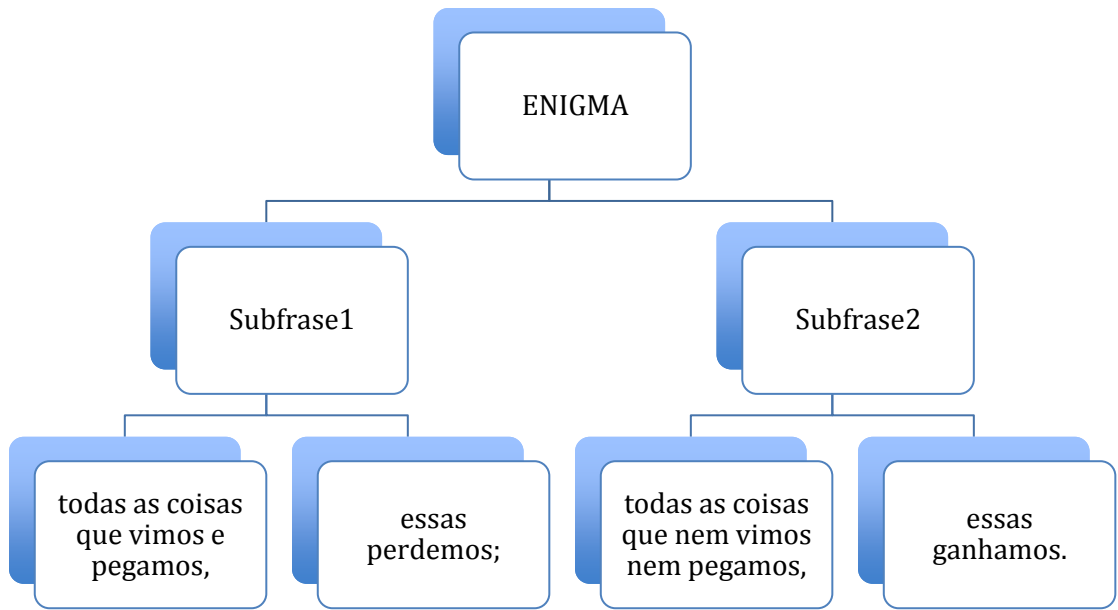 ENIGMA
Subfrase1
Subfrase2
todas as coisas
que vimos e
pegamos,
essas
perdemos;
todas as coisas
que nem vimos
nem pegamos,
essas
ganhamos.